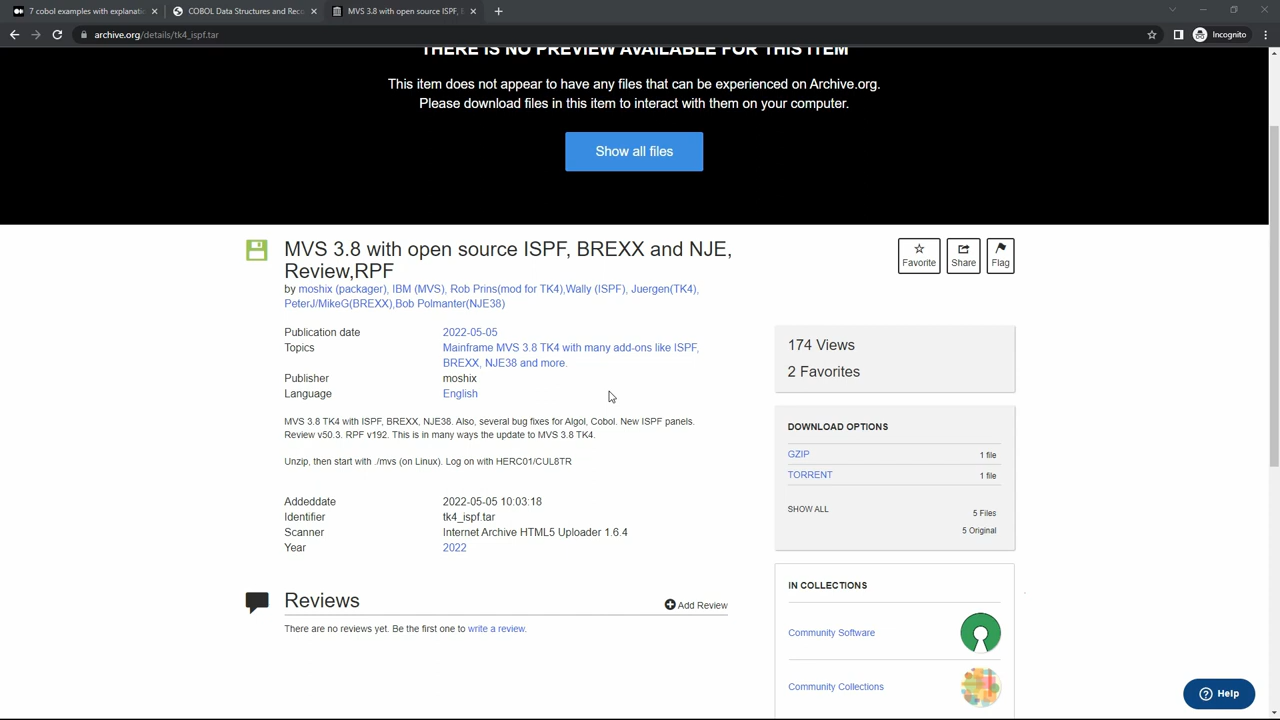 7 cobol examples with explanatio
COBOL Data Structures and Reco
MVS 3.8 with open source ISPF, B
archive.org/details/tk4_ispf.tar
Incognito
THERE IS NO PREVIEW AVAILABLE FOR THIS ITEM
This item does not appear to have any files that can be experienced on Archive.org.
Please download files in this item to interact with them on your computer.
Show all files
MVS 3.8 with open source ISPF, BREXX and NJE,
Review,RPF
by moshix (packager), IBM (MVS), Rob Prins(mod for TK4),Wally (ISPF), Juergen(TK4),
PeterJ/MikeG(BREXX),Bob Polmanter(NJE38)
Favorite
Share
Flag
Publication date 2022-05-05
Topics Mainframe MVS 3.8 TK4 with many add-ons like ISPF,
BREXX, NJE38 and more.
Publisher moshix
Language English
MVS 3.8 TK4 with ISPF, BREXX, NJE38. Also, several bug fixes for Algol, Cobol. New ISPF panels.
Review v50.3. RPF v192. This is in many ways the update to MVS 3.8 TK4.
Unzip, then start with ./mvs (on Linux). Log on with HERC01/CUL8TR
Addeddate 2022-05-05 10:03:18
Identifier tk4_ispf.tar
Scanner Internet Archive HTML5 Uploader 1.6.4
Year 2022
Reviews
Add Review
There are no reviews yet. Be the first one to write a review.
174 Views
2 Favorites
DOWNLOAD OPTIONS
GZIP 1 file
TORRENT 1 file
SHOW ALL 5 Files
5 Original
IN COLLECTIONS
Community Software
Community Collections
Help